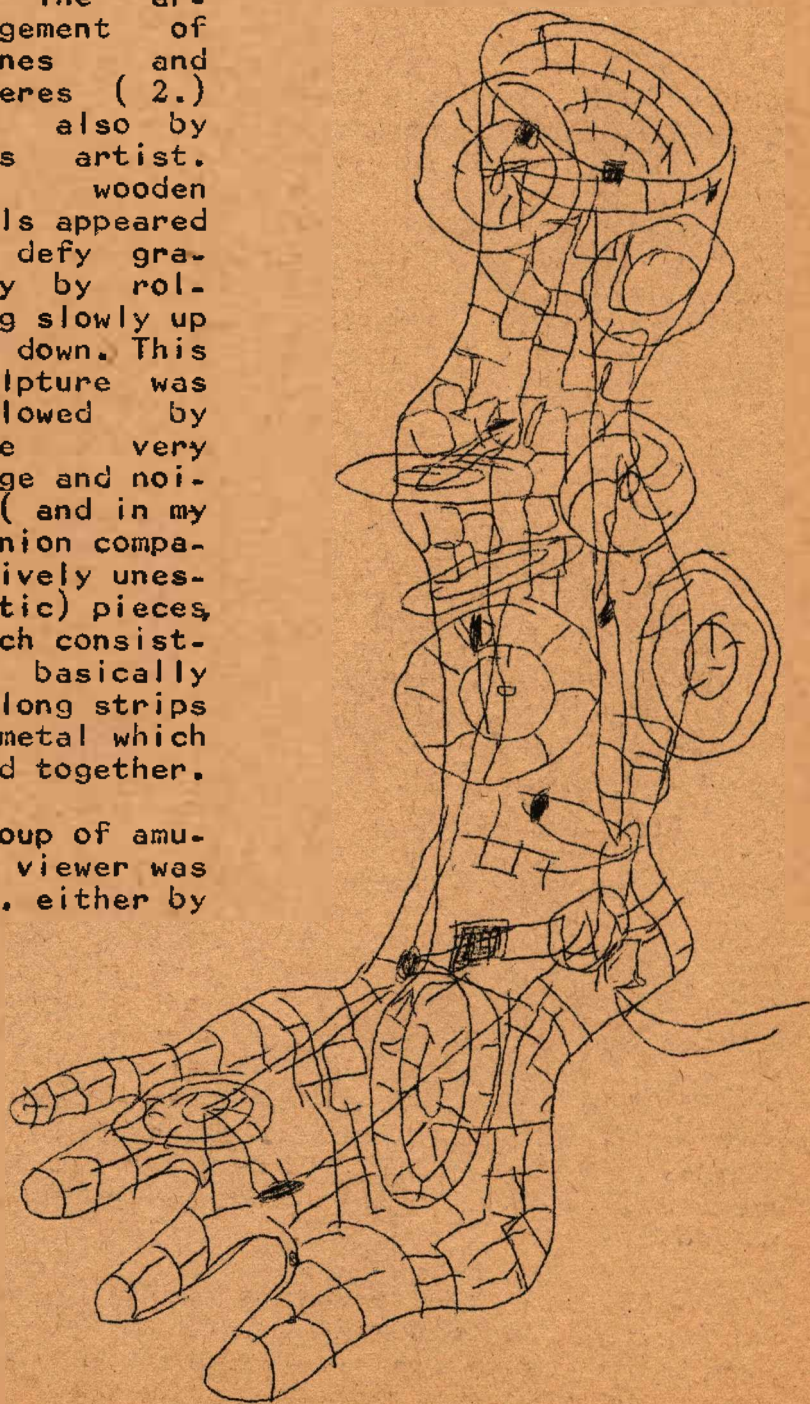 The ar-
gement of
nes and
eres ( 2.)
also by
s artist.
wooden
ls appeared
defy gra-
y by rol-
g slowly up
down. This
lpture was
lowed by
e very
ge and noi-
( and in my
nion compa-
ively unes-
tic) pieces,
ch consist-
basically
long strips
metal which
d together.
oup of amu-
viewer was
. either by